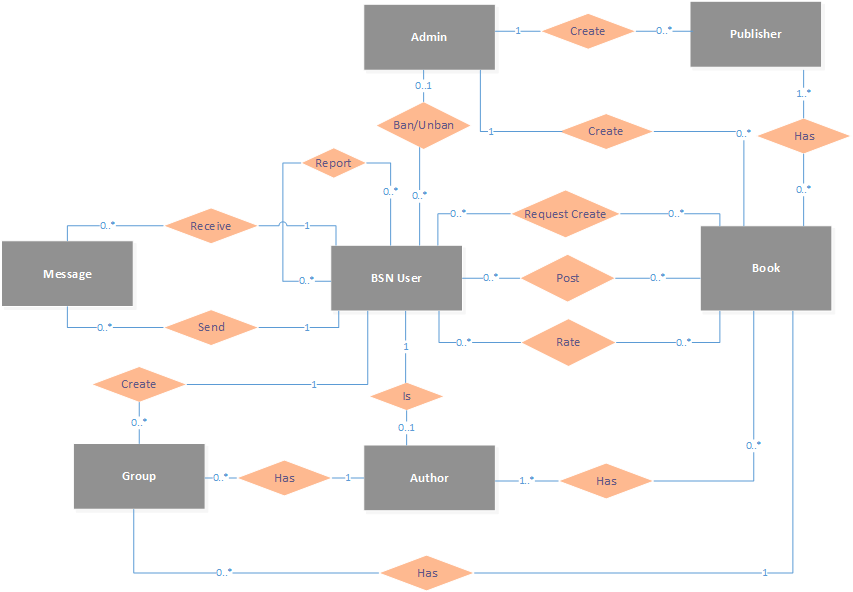 Admin
1
Create
0..*
Publisher
0..1
1..*
Ban/Unban
1
Create
0..*
Has
Report
0..*
0..*
0..*
0..*
Receive
1
0..*
Request Create
0..*
Message
BSN User
0..*
0..*
Post
0..*
Book
0..*
Send
1
0..*
Rate
0..*
1
Create
1
Is
0..*
0..1
0..*
Group
0..*
Has
1
Author
1..*
Has
0..*
Has
1